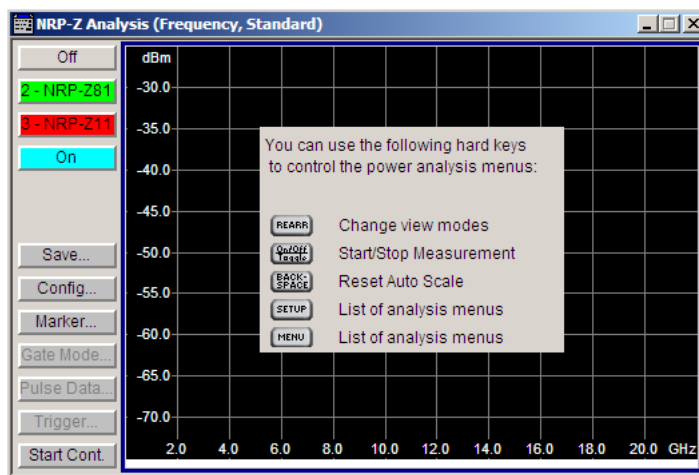 NRP-Z Analysis (Frequency, Standard)
Off
2 - NRP-Z81
3 - NRP-Z11
On
Save...
Config...
Marker...
Gate Mode...
Pulse Data...
Trigger...
Start Cont.
dBm
-30.0
-35.0
-40.0
-45.0
-50.0
-55.0
-60.0
-65.0
-70.0
You can use the following hard keys
to control the power analysis menus:
REARR Change view modes
On/Off Toggle Start/Stop Measurement
BACK-SPACE Reset Auto Scale
SETUP List of analysis menus
MENU List of analysis menus
2.0 4.0 6.0 8.0 10.0 12.0 14.0 16.0 18.0 20.0 GHz